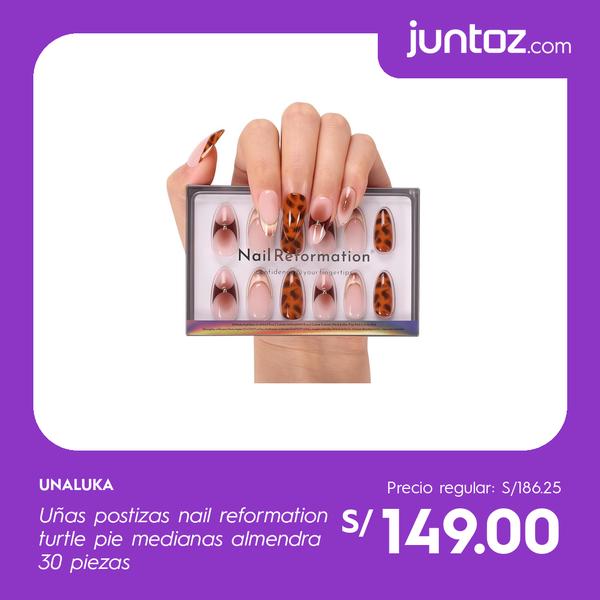 juntoz.com
Nail Reformation
UNALUKA
Uñas postizas nail reformation
turtle pie medianas almendra
30 piezas
Precio regular: S/186.25
S/149.00